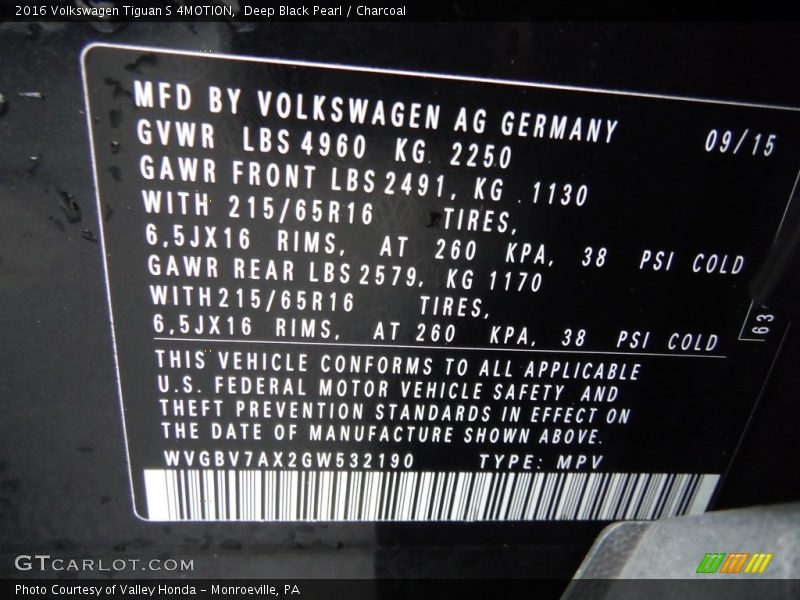 2016 Volkswagen Tiguan S 4MOTION, Deep Black Pearl / Charcoal
MFD BY VOLKSWAGEN AG GERMANY 09/15
GVWR LBS 4960 KG 2250
GAWR FRONT LBS 2491, KG 1130
WITH 215/65R16 TIRES,
6,5JX16 RIMS, AT 260 KPA, 38 PSI COLD
GAWR REAR LBS 2579, KG 1170
WITH 215/65R16 TIRES,
6,5JX16 RIMS, AT 260 KPA, 38 PSI COLD
63
THIS VEHICLE CONFORMS TO ALL APPLICABLE
U.S. FEDERAL MOTOR VEHICLE SAFETY AND
THEFT PREVENTION STANDARDS IN EFFECT ON
THE DATE OF MANUFACTURE SHOWN ABOVE.
WVGBV7AX2GW532190 TYPE: MPV
GTCARLOT.COM
Photo Courtesy of Valley Honda - Monroeville, PA